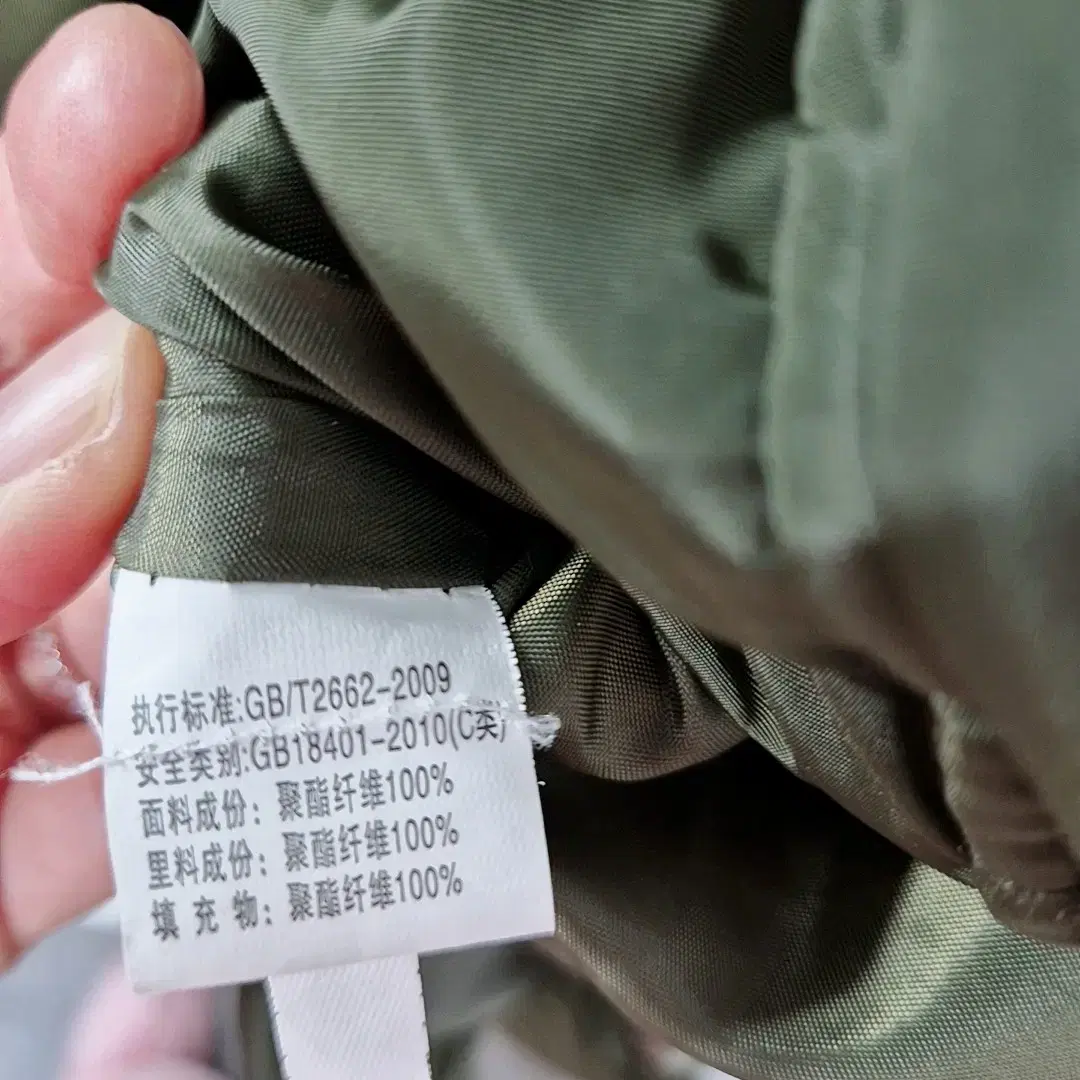 执行标准:GB/T2662-2009
安全类别:GB18401-2010(C类)
面料成份：聚酯纤维100%
里料成份：聚酯纤维100%
填 充 物：聚酯纤维100%